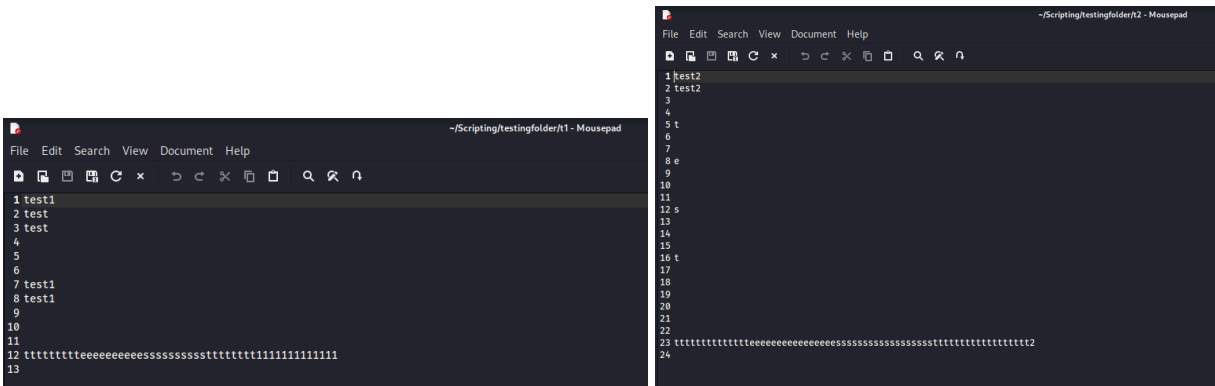 ~/Scripting/testingfolder/t1 - Mousepad
File Edit Search View Document Help
1 test1
2 test
3 test
4
5
6
7 test1
8 test1
9
10
11
12 ttttttttteeeeeeeeeesssssssssstttttttt1111111111111
13
~/Scripting/testingfolder/t2 - Mousepad
File Edit Search View Document Help
1 test2
2 test2
3
4
5 t
6
7
8 e
9
10
11
12 s
13
14
15
16 t
17
18
19
20
21
22
23 tttttttttttttteeeeeeeeeeeeeeeesssssssssssssssssstttttttttttttttttt2
24